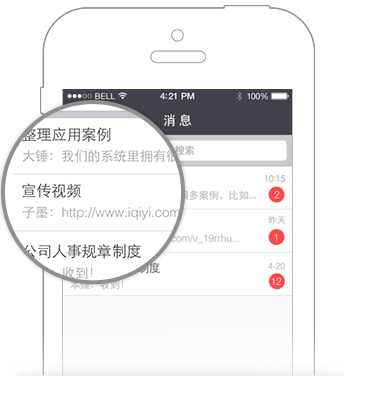 BELL 4:21 PM 100%
消息
搜索
整理应用案例
10:15
大锤：我们的系统里拥有很多案例，比如... 2
宣传视频
昨天
子墨：http://www.iqiyi.com/v_19rrhu... 1
公司人事规章制度
4-20
收到！ 12